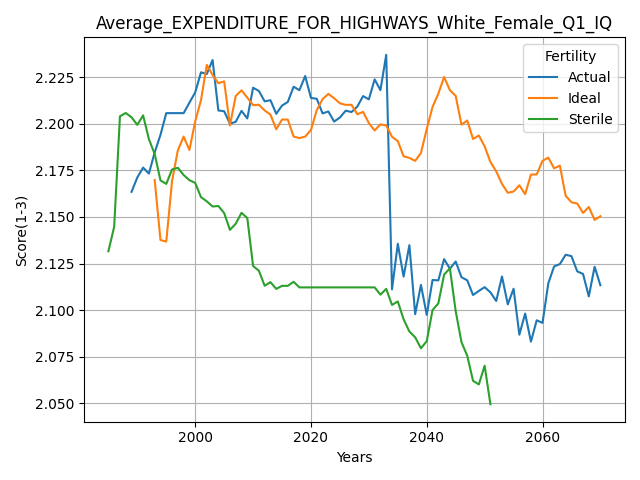 Average_EXPENDITURE_FOR_HIGHWAYS_White_Female_Q1_IQ
Fertility
Actual
Ideal
Sterile
2.225
2.200
2.175
2.150
2.125
2.100
2.075
2.050
Score(1-3)
2000
2020
2040
2060
Years